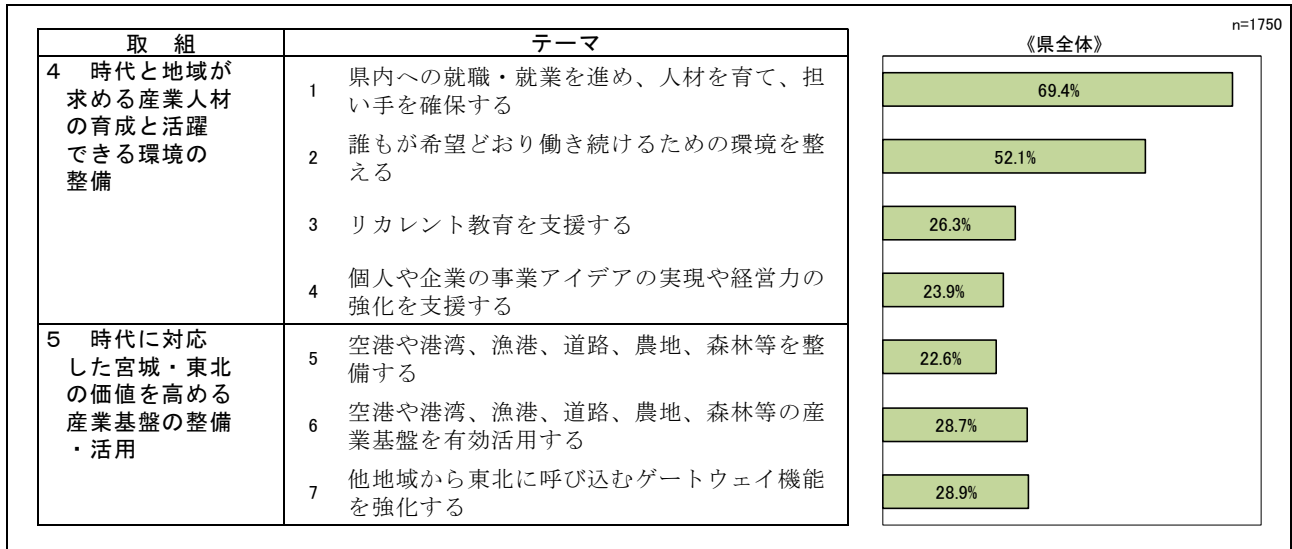 n=1750
取 組
テーマ
《県全体》
4 時代と地域が
求める産業人材
の育成と活躍
できる環境の
整備
1 県内への就職・就業を進め、人材を育て、担
い手を確保する
69.4%
2 誰もが希望どおり働き続けるための環境を整
える
52.1%
3 リカレント教育を支援する
26.3%
4 個人や企業の事業アイデアの実現や経営力の
強化を支援する
23.9%
5 時代に対応
した宮城・東北
の価値を高める
産業基盤の整備
・活用
5 空港や港湾、漁港、道路、農地、森林等を整
備する
22.6%
6 空港や港湾、漁港、道路、農地、森林等の産
業基盤を有効活用する
28.7%
7 他地域から東北に呼び込むゲートウェイ機能
を強化する
28.9%